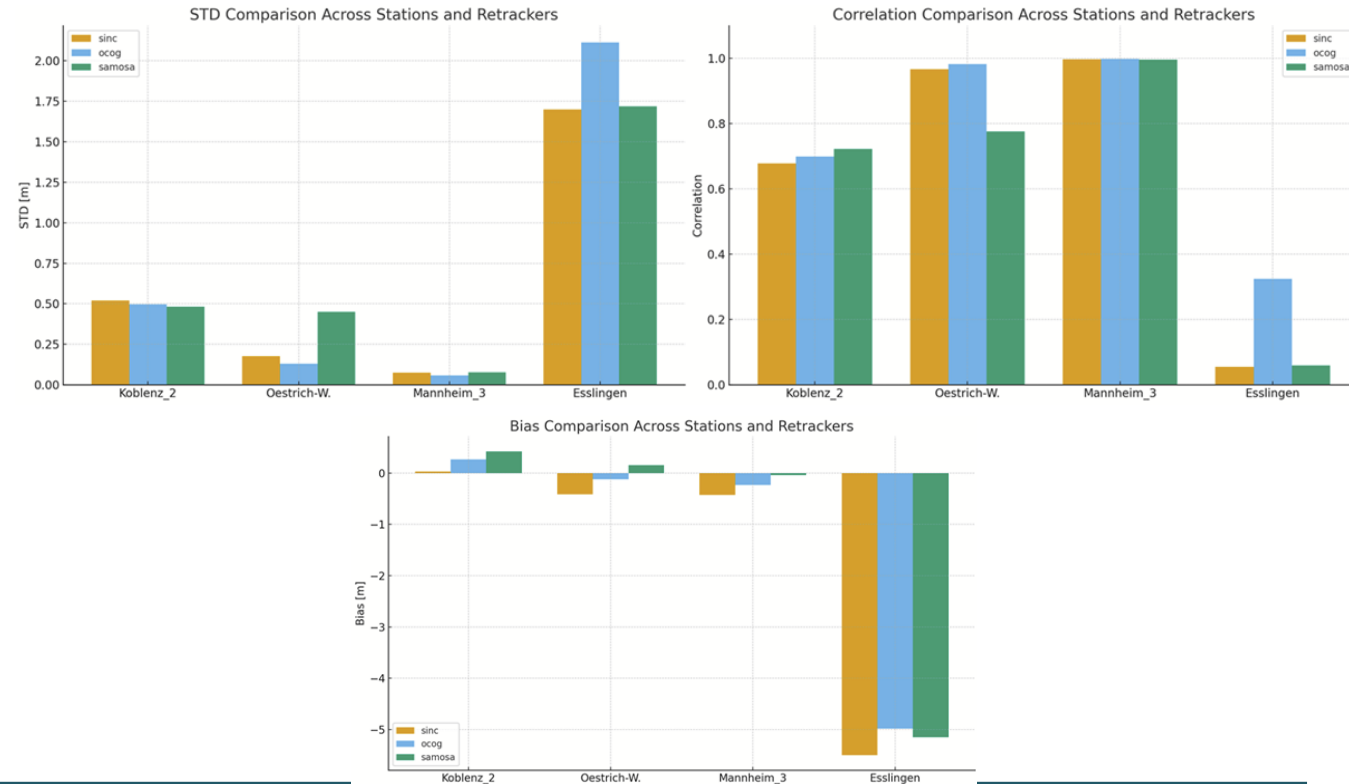 STD Comparison Across Stations and Retrackers
sinc
ocog
samosa
2.00
1.75
1.50
1.25
1.00
0.75
0.50
0.25
0.00
STD [m]
Koblenz_2 Oestrich-W. Mannheim_3 Esslingen
Correlation Comparison Across Stations and Retrackers
sinc
ocog
samosa
1.0
0.8
0.6
0.4
0.2
0.0
Correlation
Koblenz_2 Oestrich-W. Mannheim_3 Esslingen
Bias Comparison Across Stations and Retrackers
0
−1
−2
−3
−4
−5
Bias [m]
sinc
ocog
samosa
Koblenz_2 Oestrich-W. Mannheim_3 Esslingen